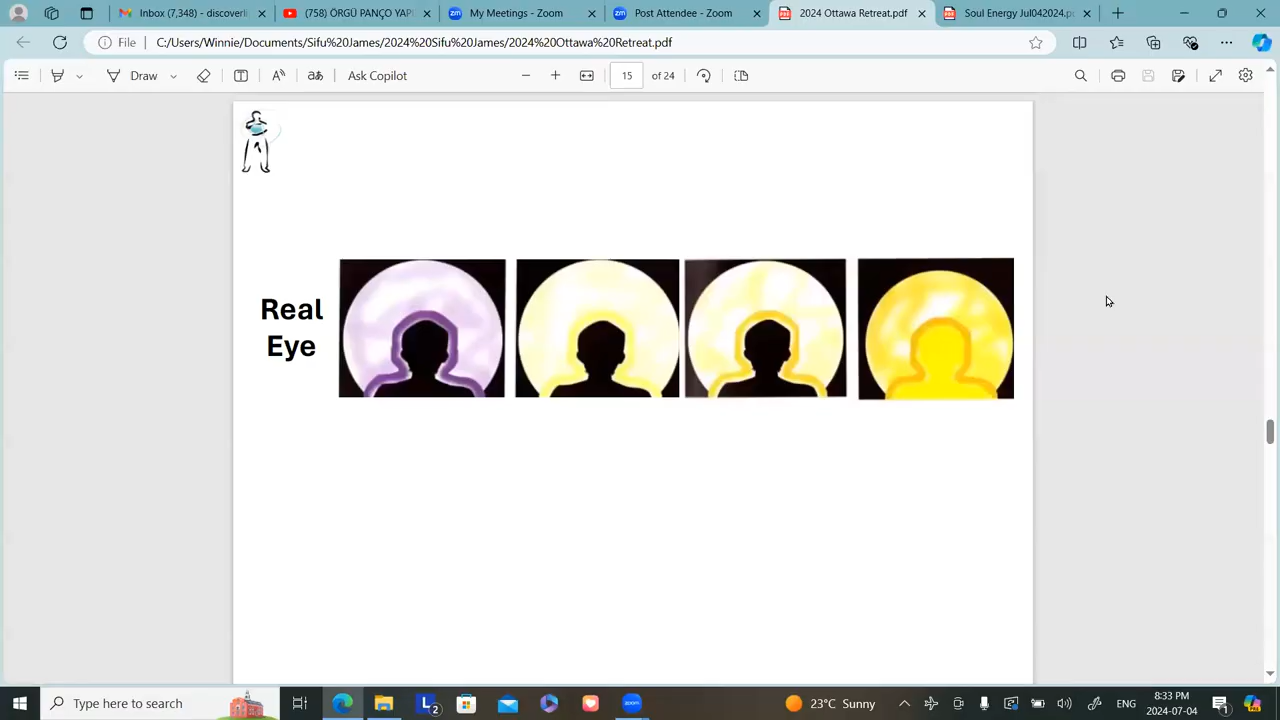 Inbox (7,348) - discoverli
(758) ÖRGÜ PANÇO YAPI
My Meetings - Zoom
Post Attendee - Zoom
2024 Ottawa Retreat.pdf
Soul Energy Jul042024.p
File
C:/Users/Winnie/Documents/Sifu%20James/2024%20Sifu%20James/2024%20Ottawa%20Retreat.pdf
Draw
Ask Copilot
15
of 24
Real
Eye
Type here to search
23°C Sunny
ENG
8:33 PM
2024-07-04